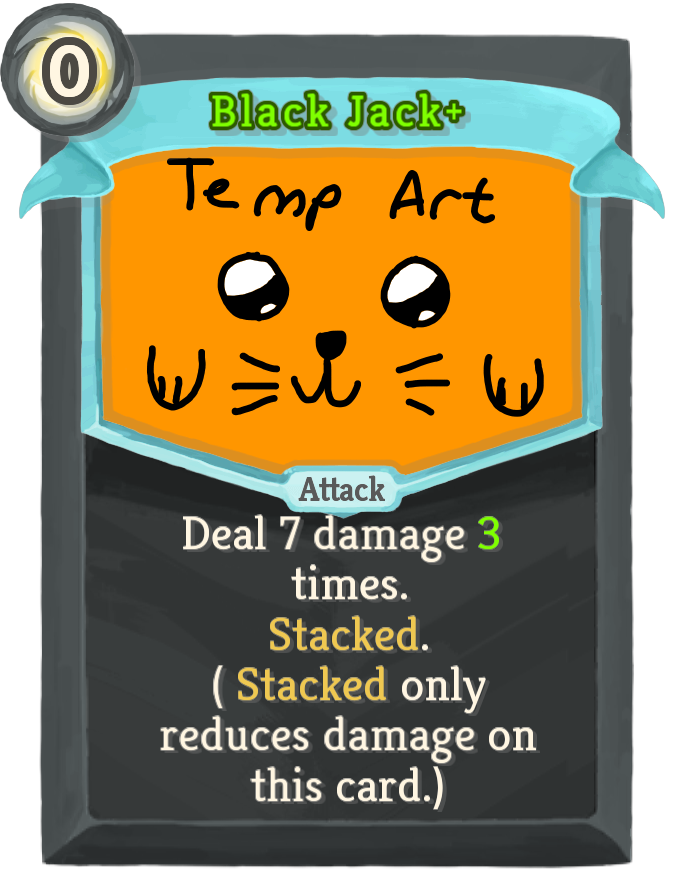 0
Black Jack+
Temp Art
Attack
Deal 7 damage 3
times.
Stacked.
( Stacked only
reduces damage on
this card.)